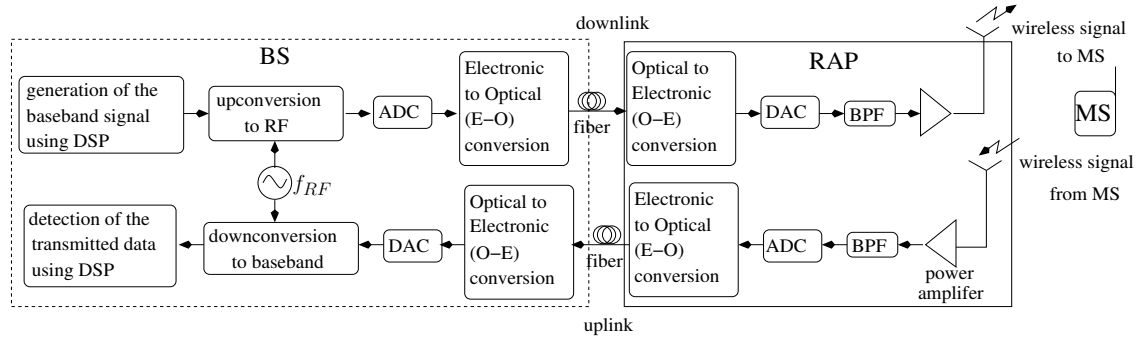 downlink
wireless signal
to MS
BS
RAP
generation of the
baseband signal
using DSP
upconversion
to RF
ADC
Electronic
to Optical
(E−O)
conversion
fiber
Optical to
Electronic
(O−E)
conversion
DAC
BPF
MS
f_RF
wireless signal
from MS
detection of the
transmitted data
using DSP
downconversion
to baseband
DAC
Optical to
Electronic
(O−E)
conversion
fiber
Electronic
to Optical
(E−O)
conversion
ADC
BPF
power
amplifer
uplink